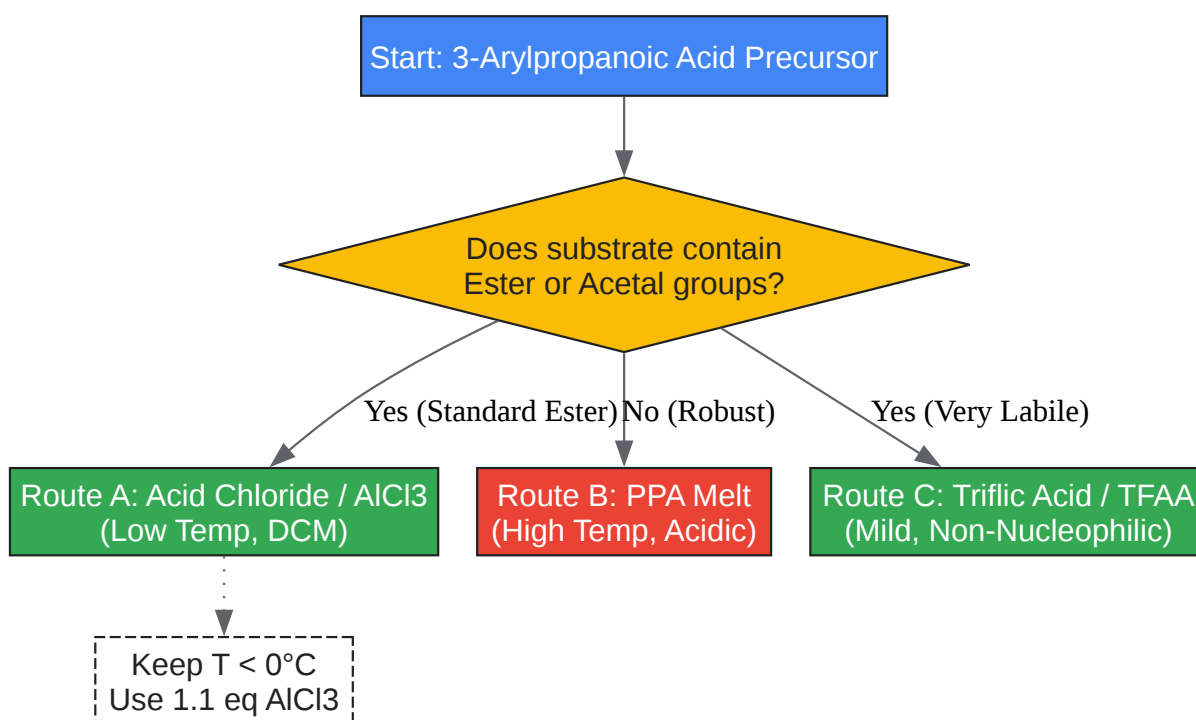 Start: 3-Arylpropanoic Acid Precursor
Does substrate contain
Ester or Acetal groups?
Yes (Standard Ester)
No (Robust)
Yes (Very Labile)
Route A: Acid Chloride / AlCl3
(Low Temp, DCM)
Route B: PPA Melt
(High Temp, Acidic)
Route C: Triflic Acid / TFAA
(Mild, Non-Nucleophilic)
Keep T < 0°C
Use 1.1 eq AlCl3